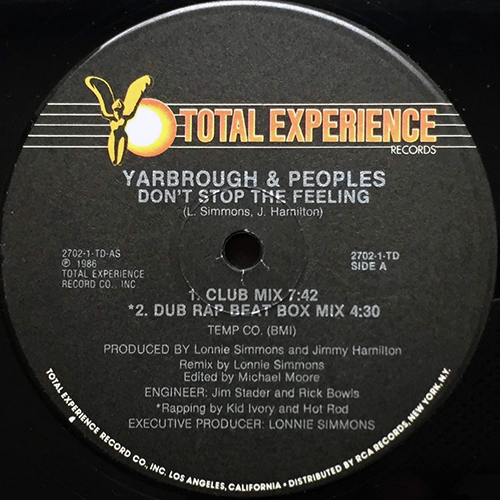 TOTAL EXPERIENCE
RECORDS
YARBROUGH & PEOPLES
DON'T STOP THE FEELING
(L. Simmons, J. Hamilton)
2702-1-TD-AS
℗ 1986
TOTAL EXPERIENCE
RECORD CO., INC.
2702-1-TD
SIDE A
1. CLUB MIX 7:42
*2. DUB RAP BEAT BOX MIX 4:30
TEMP CO. (BMI)
PRODUCED BY Lonnie Simmons and Jimmy Hamilton
Remix by Lonnie Simmons
Edited by Michael Moore
ENGINEER: Jim Stader and Rick Bowls
*Rapping by Kid Ivory and Hot Rod
EXECUTIVE PRODUCER: LONNIE SIMMONS
TOTAL EXPERIENCE RECORD CO., INC. LOS ANGELES, CALIFORNIA • DISTRIBUTED BY RCA RECORDS, NEW YORK, N.Y.